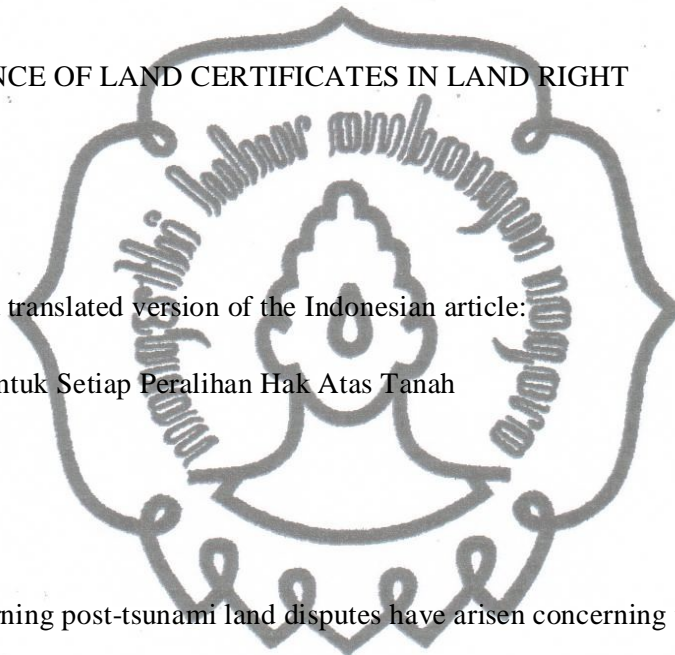 NCE OF LAND CERTIFICATES IN LAND RIGHT
translated version of the Indonesian article:
ntuk Setiap Peralihan Hak Atas Tanah
rning post-tsunami land disputes have arisen concerning